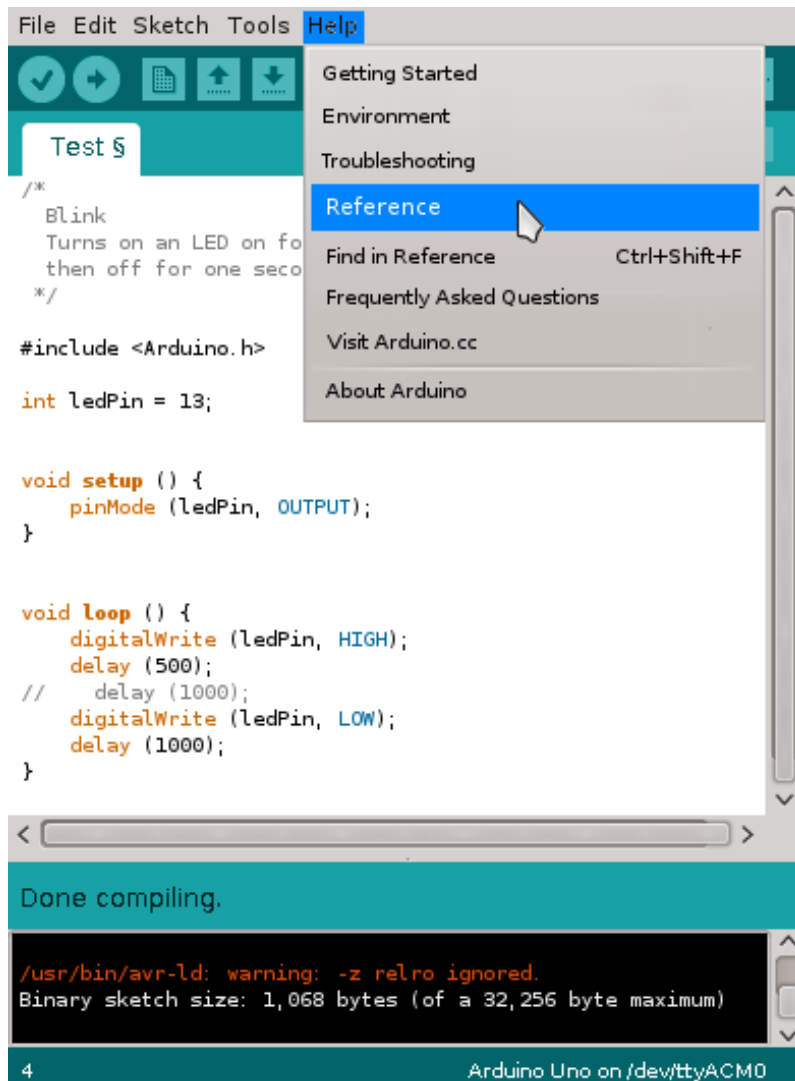 File Edit Sketch Tools Help
Getting Started
Environment
Troubleshooting
Reference
Find in Reference Ctrl+Shift+F
Frequently Asked Questions
Visit Arduino.cc
About Arduino
Test §
/*
Blink
Turns on an LED on fo
then off for one seco
*/
#include <Arduino.h>
int ledPin = 13;
void setup () {
pinMode (ledPin, OUTPUT);
}
void loop () {
digitalWrite (ledPin, HIGH);
delay (500);
// delay (1000);
digitalWrite (ledPin, LOW);
delay (1000);
}
Done compiling.
/usr/bin/avr-ld: warning: -z relro ignored.
Binary sketch size: 1,068 bytes (of a 32,256 byte maximum)
4 Arduino Uno on /dev/ttyACM0